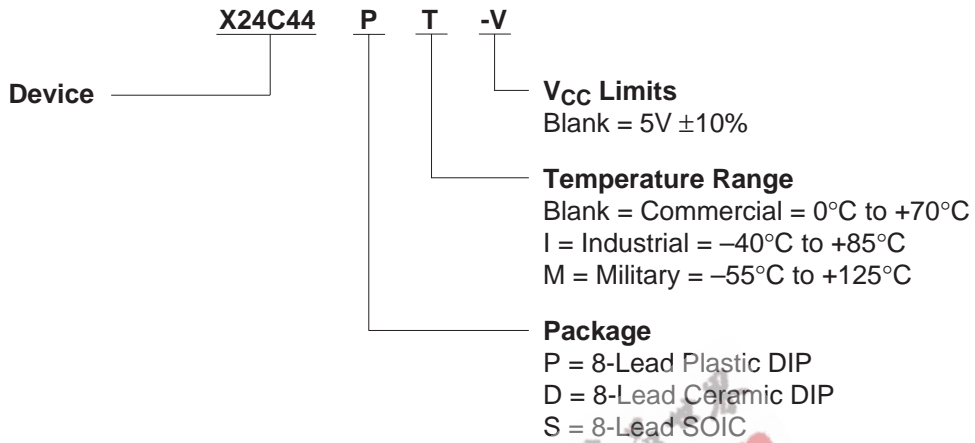 X24C44 P T -V
Device
VCC Limits
Blank = 5V ±10%
Temperature Range
Blank = Commercial = 0°C to +70°C
I = Industrial = –40°C to +85°C
M = Military = –55°C to +125°C
Package
P = 8-Lead Plastic DIP
D = 8-Lead Ceramic DIP
S = 8-Lead SOIC